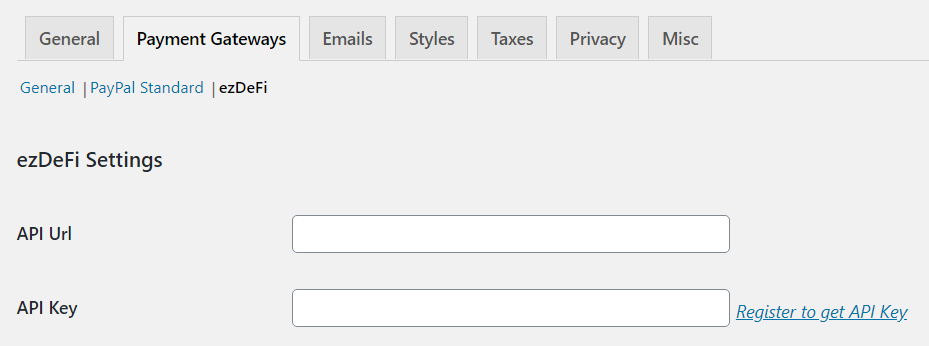 General Payment Gateways Emails Styles Taxes Privacy Misc
General | PayPal Standard | ezDeFi
ezDeFi Settings
API Url
API Key Register to get API Key